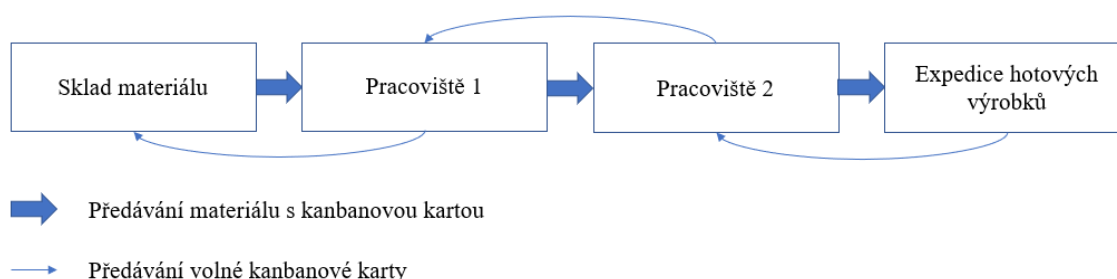 Sklad materiálu
Pracoviště 1
Pracoviště 2
Expedice hotových
výrobků
Předávání materiálu s kanbanovou kartou
Předávání volné kanbanové karty